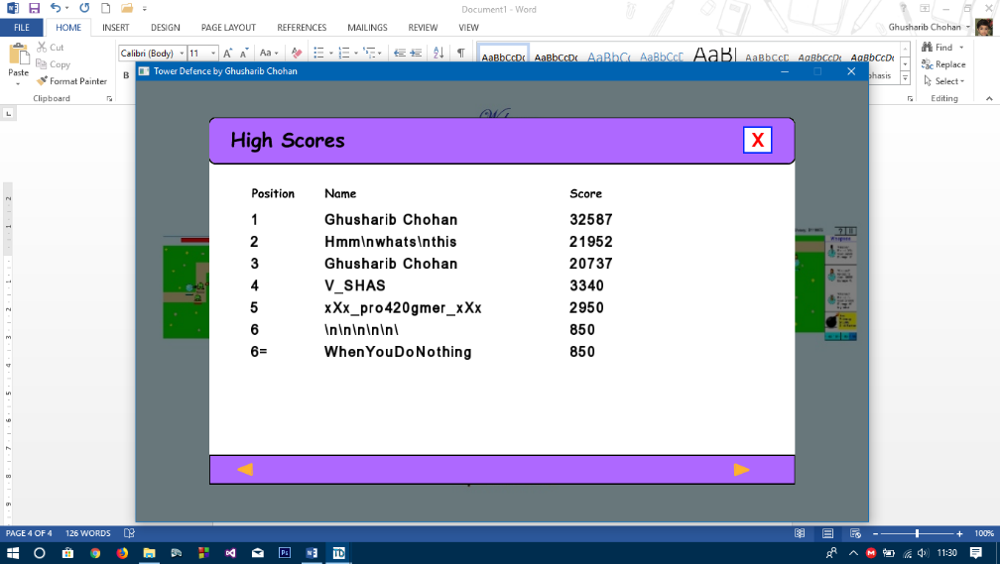 Document1 - Word
FILE HOME INSERT DESIGN PAGE LAYOUT REFERENCES MAILINGS REVIEW VIEW Ghusharib Chohan
Paste
Cut
Copy
Format Painter
Clipboard
Calibri (Body) 11
Aa
B
AaBbCcDc AaBbCcDc AaBbCc AaBbCcD AaB AaBbCcD AaBbCcDc AaBbCcDc
Find
Replace
Select
Editing
Tower Defence by Ghusharib Chohan
High Scores X
Position Name Score
1 Ghusharib Chohan 32587
2 Hmm\nwhats\nthis 21952
3 Ghusharib Chohan 20737
4 V_SHAS 3340
5 xXx_pro420gmer_xXx 2950
6 \n\n\n\n\n\ 850
6= WhenYouDoNothing 850
PAGE 4 OF 4 126 WORDS 100%
11:30